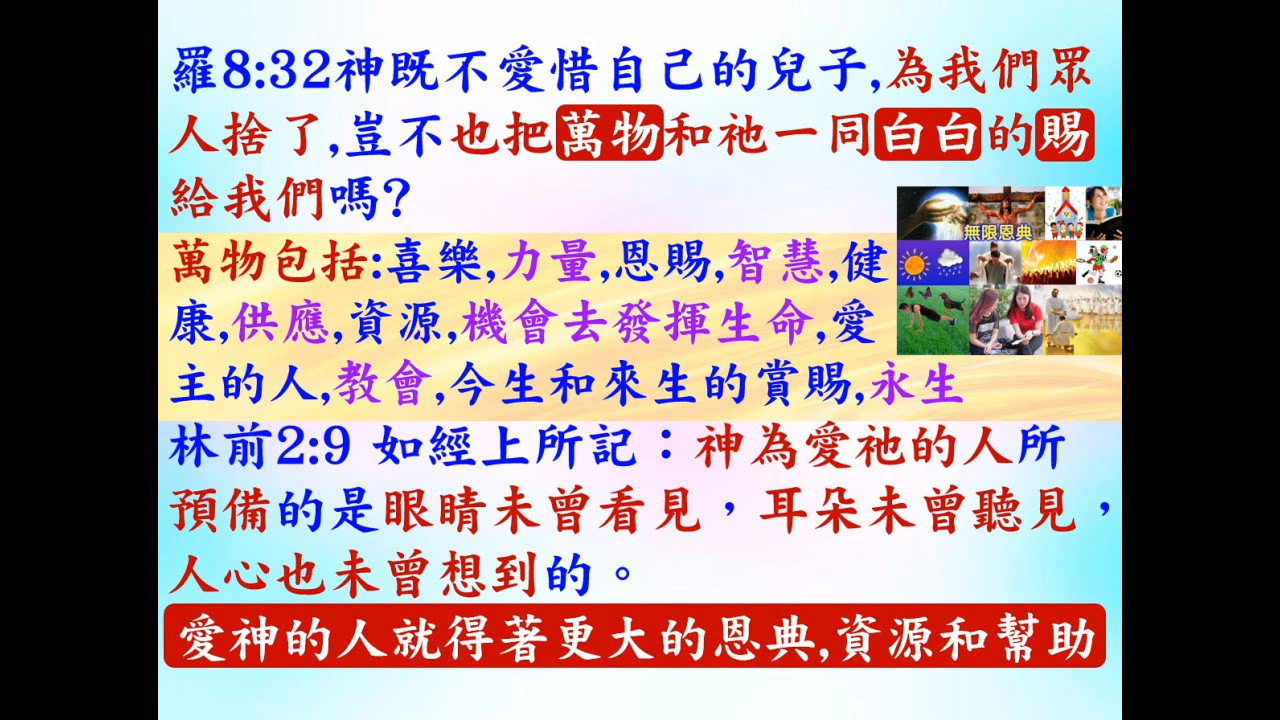 羅8:32神既不愛惜自己的兒子,為我們眾
人捨了,豈不也把萬物和祂一同白白的賜
給我們嗎?
無限恩典
萬物包括:喜樂,力量,恩賜,智慧,健
康,供應,資源,機會去發揮生命,愛
主的人,教會,今生和來生的賞賜,永生
林前2:9 如經上所記：神為愛祂的人所
預備的是眼睛未曾看見，耳朵未曾聽見，
人心也未曾想到的。
愛神的人就得著更大的恩典,資源和幫助